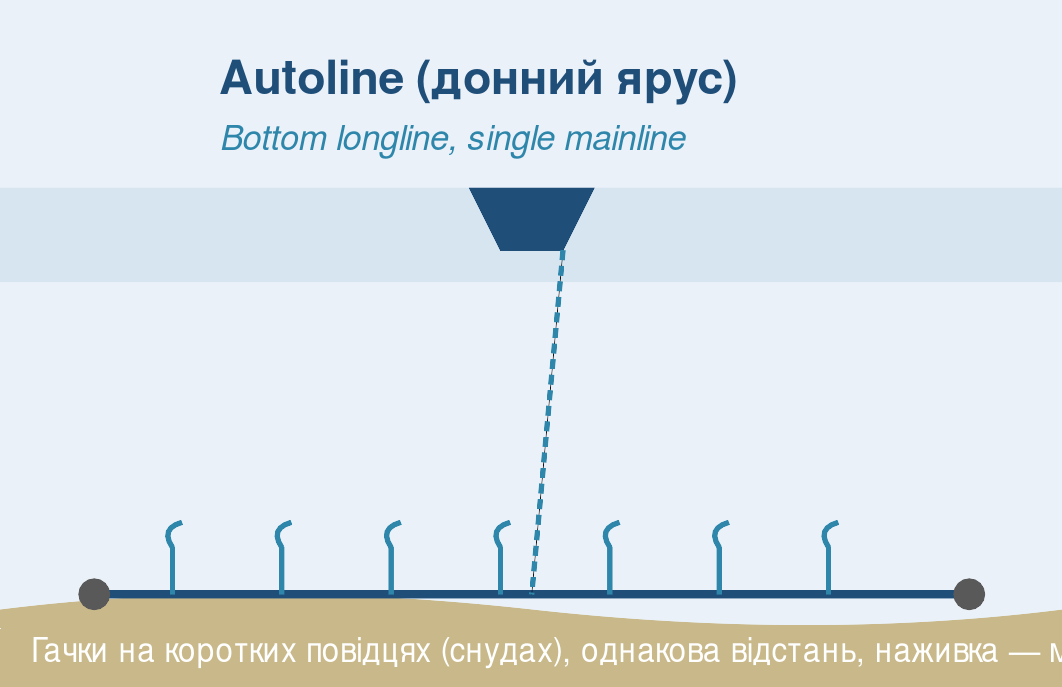 Autoline (донний ярус)
Bottom longline, single mainline
Гачки на коротких повідцях (снудах), однакова відстань, наживка —